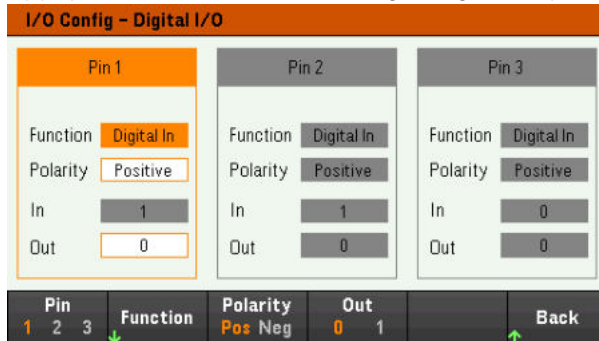 I/O Config - Digital I/O
Pin 1
Function Digital In
Polarity Positive
In 1
Out 0
Pin 2
Function Digital In
Polarity Positive
In 1
Out 0
Pin 3
Function Digital In
Polarity Positive
In 0
Out 0
Pin
1 2 3
Function
Polarity
Pos Neg
Out
0 1
Back